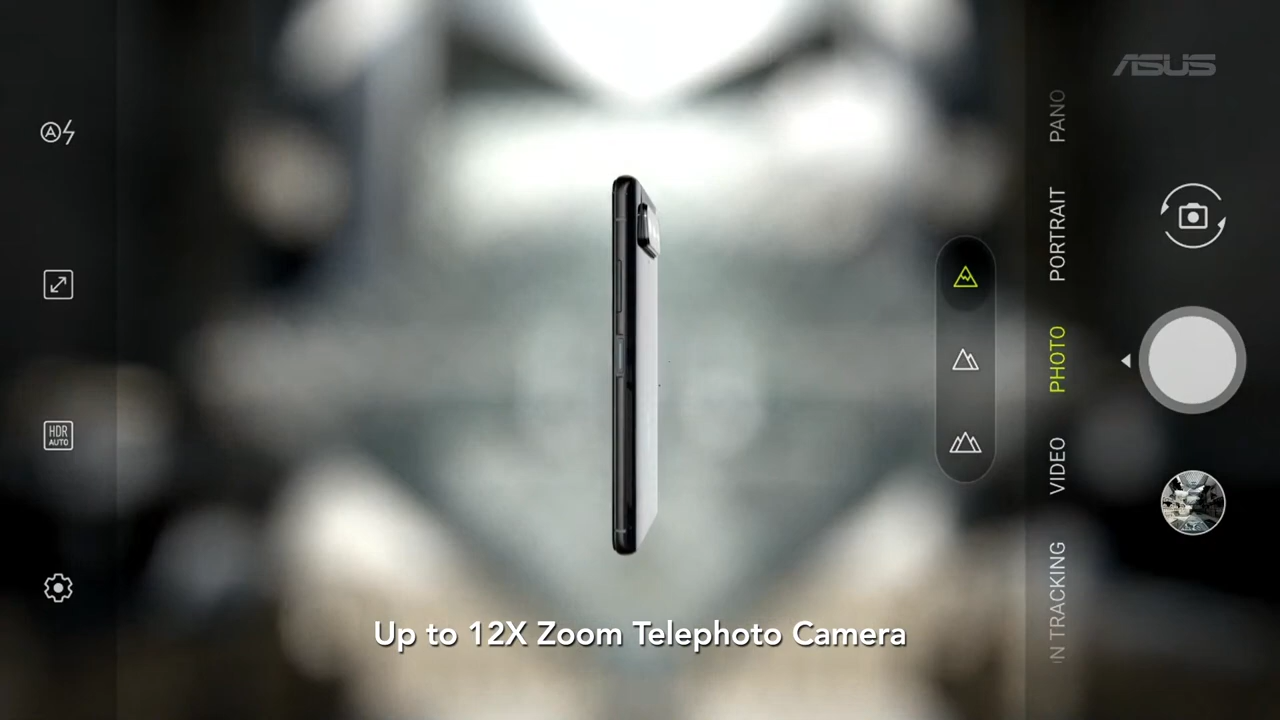 ASUS
A
HDR
AUTO
PANO
PORTRAIT
PHOTO
VIDEO
N TRACKING
Up to 12X Zoom Telephoto Camera